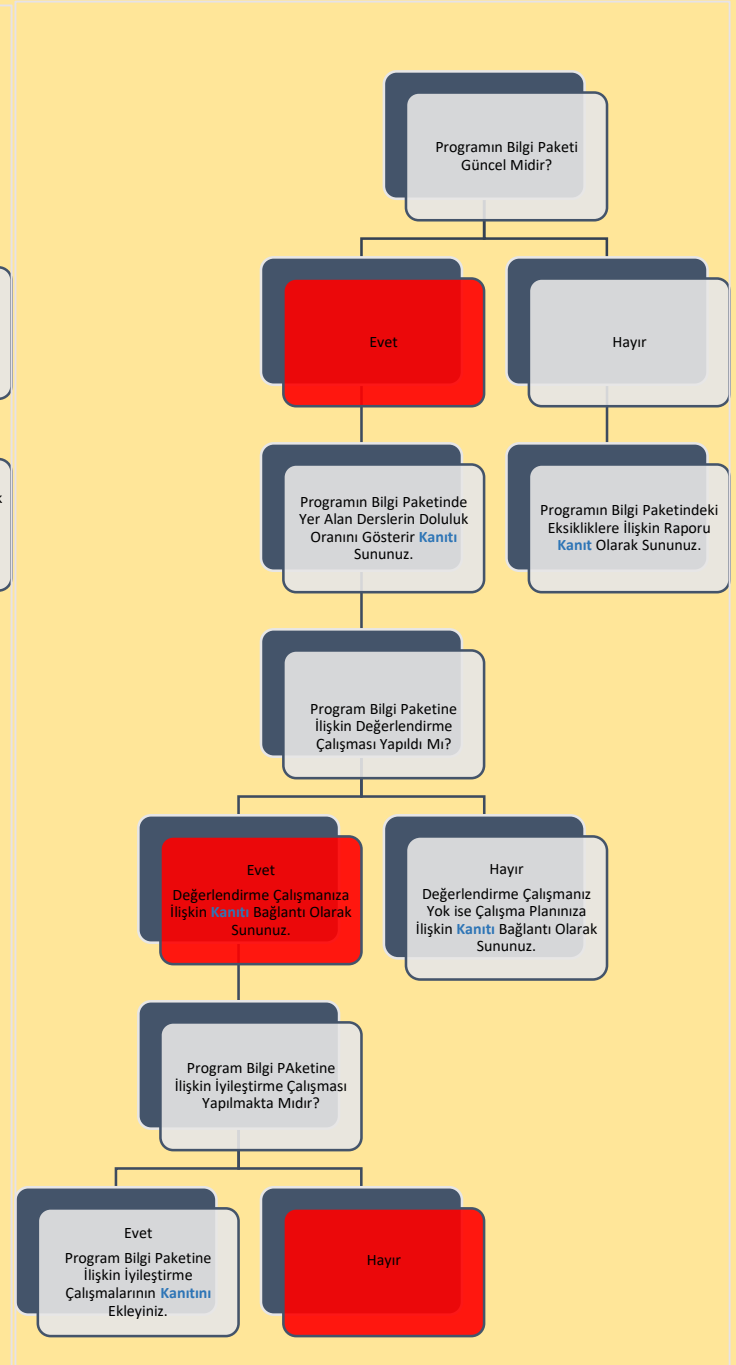 Programın Bilgi Paketi
Güncel Midir?
Evet
Hayır
Programın Bilgi Paketinde
Yer Alan Derslerin Doluluk
Oranını Gösterir Kanıtı
Sununuz.
Programın Bilgi Paketindeki
Eksikliklere İlişkin Raporu
Kanıt Olarak Sununuz.
Program Bilgi Paketine
İlişkin Değerlendirme
Çalışması Yapıldı Mı?
Evet
Değerlendirme Çalışmanıza
İlişkin Kanıtı Bağlantı Olarak
Sununuz.
Hayır
Değerlendirme Çalışmanız
Yok ise Çalışma Planınıza
İlişkin Kanıtı Bağlantı Olarak
Sununuz.
Program Bilgi PAketine
İlişkin İyileştirme Çalışması
Yapılmakta Mıdır?
Evet
Program Bilgi Paketine
İlişkin İyileştirme
Çalışmalarının Kanıtını
Ekleyiniz.
Hayır